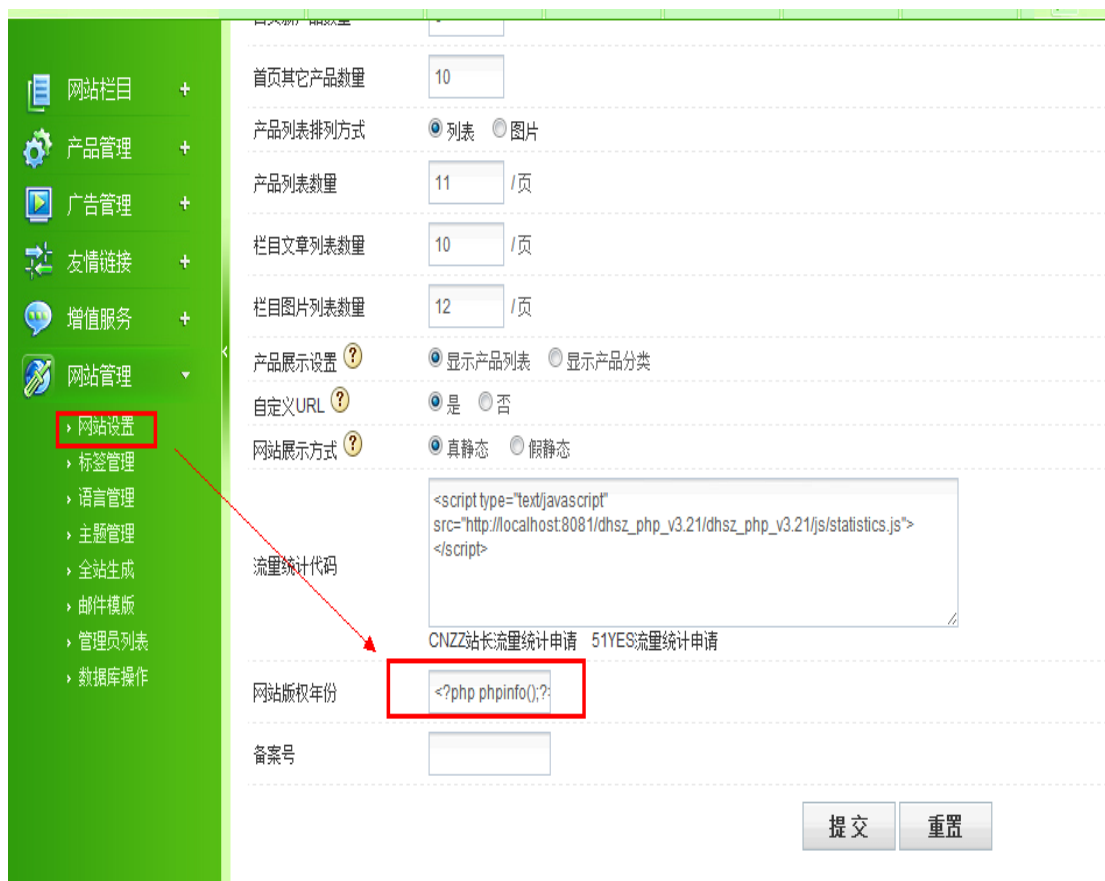 网站栏目 +
产品管理 +
广告管理 +
友情链接 +
增值服务 +
网站管理
› 网站设置
› 标签管理
› 语言管理
› 主题管理
› 全站生成
› 邮件模版
› 管理员列表
› 数据库操作
首页其它产品数量 10
产品列表排列方式 列表 图片
产品列表数量 11 /页
栏目文章列表数量 10 /页
栏目图片列表数量 12 /页
产品展示设置 ? 显示产品列表 显示产品分类
自定义URL ? 是 否
网站展示方式 ? 真静态 假静态
流量统计代码
<script type="text/javascript"
src="http://localhost:8081/dhsz_php_v3.21/dhsz_php_v3.21/js/statistics.js">
</script>
CNZZ站长流量统计申请 51YES流量统计申请
网站版权年份 <?php phpinfo();?
备案号
提交 重置